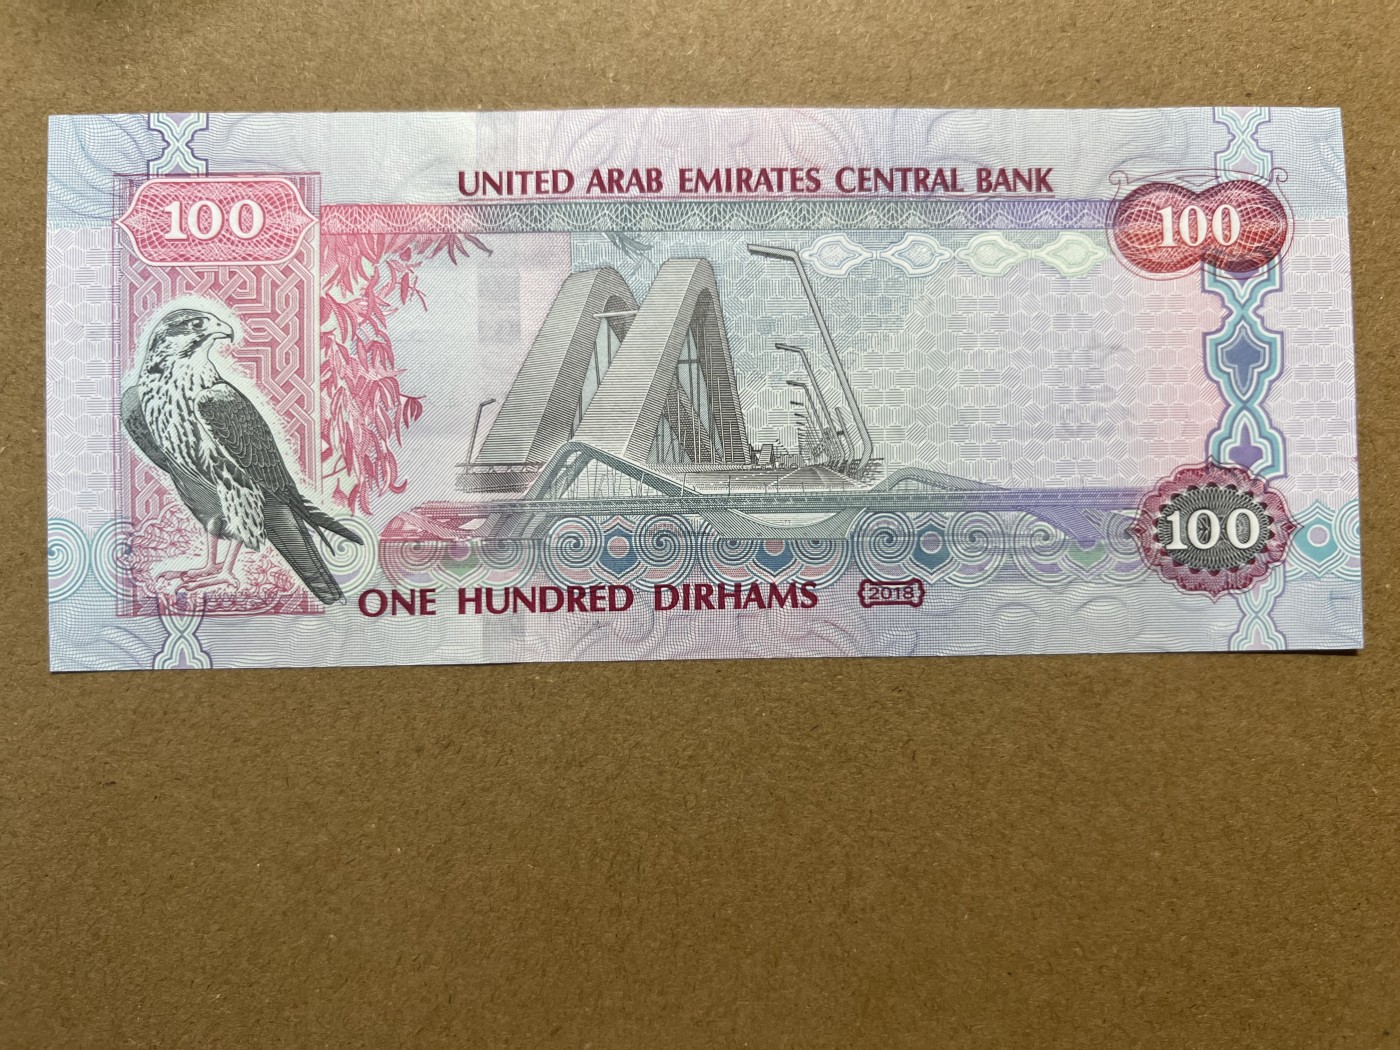 UNITED ARAB EMIRATES CENTRAL BANK
100
100
100
ONE HUNDRED DIRHAMS
2018